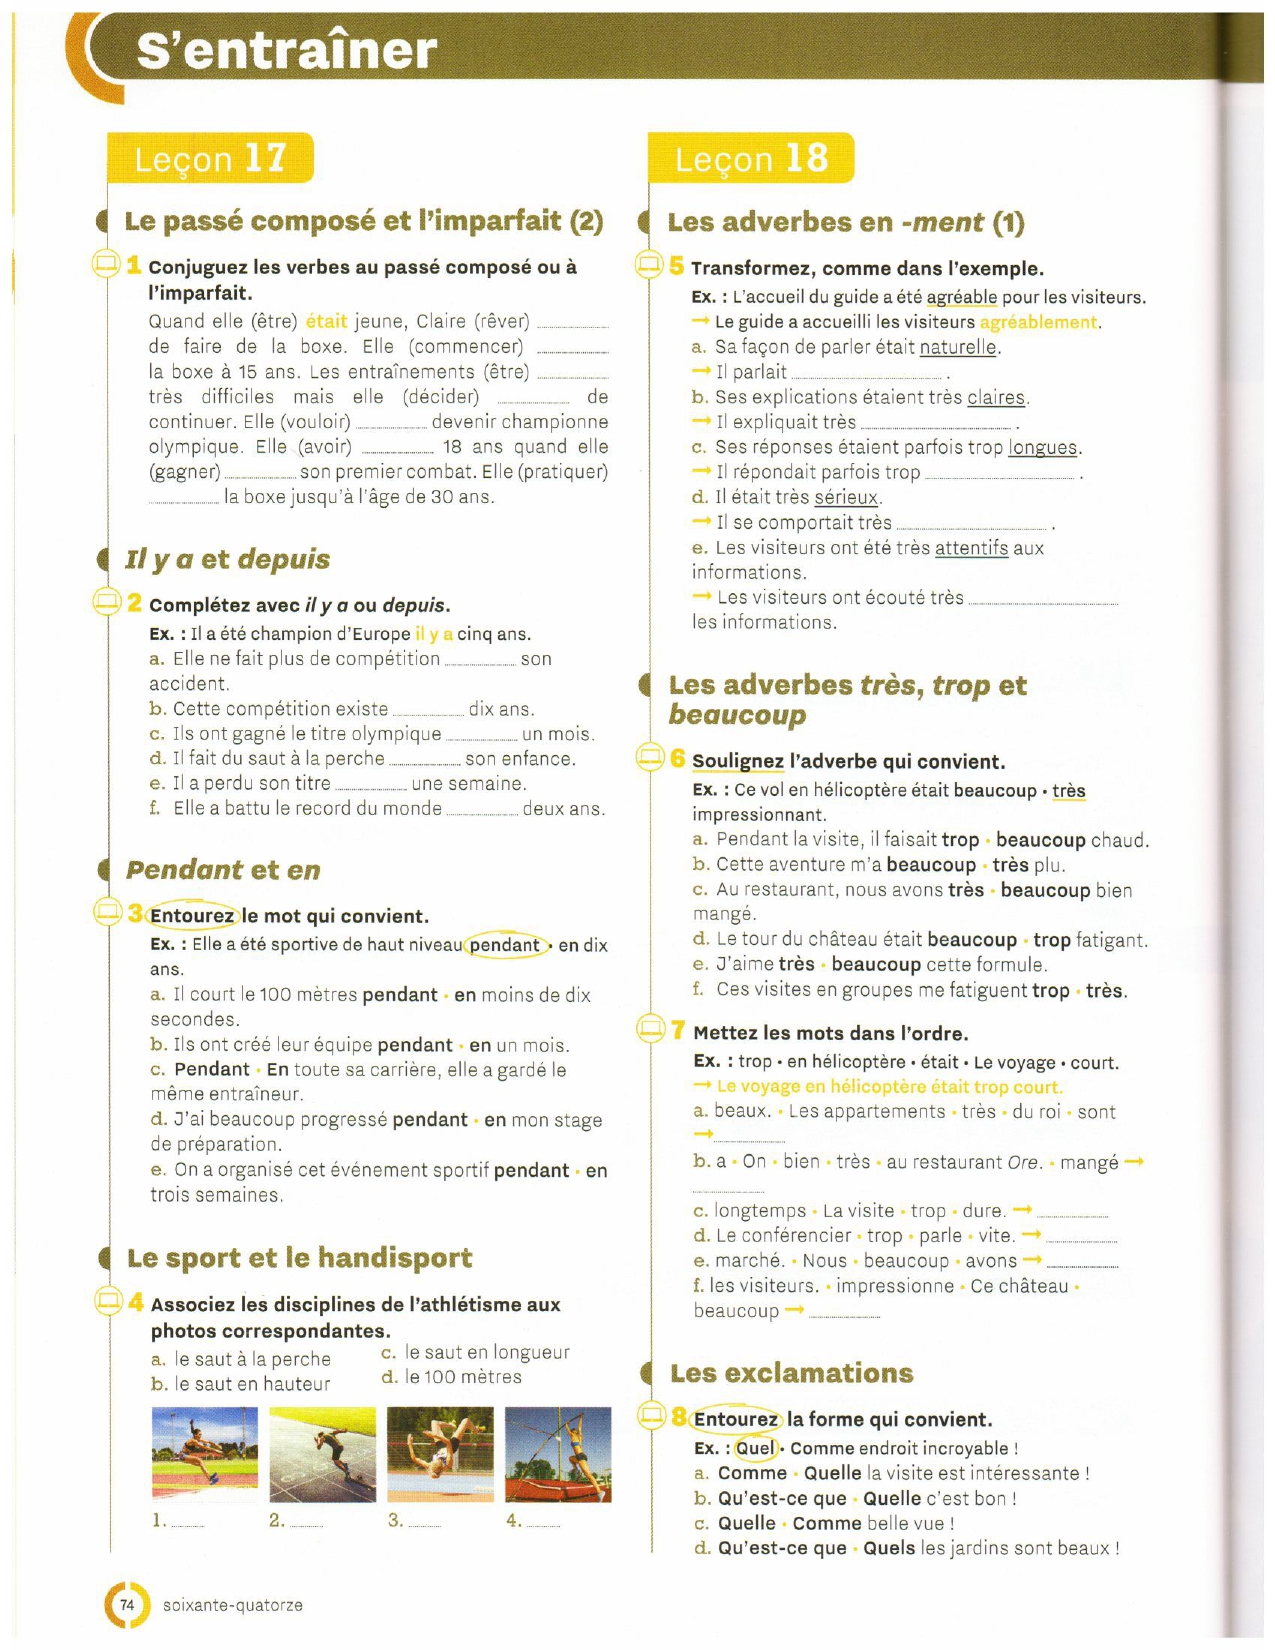 S'entraîner
Leçon 17
Le passé composé et l'imparfait (2)
1 Conjuguez les verbes au passé composé ou à
l'imparfait.
Quand elle (être) était jeune, Claire (rêver) ............
de faire de la boxe. Elle (commencer) ............
la boxe à 15 ans. Les entraînements (être) ............
très difficiles mais elle (décider) ............ de
continuer. Elle (vouloir) ............ devenir championne
olympique. Elle (avoir) ............ 18 ans quand elle
(gagner) ............ son premier combat. Elle (pratiquer)
............ la boxe jusqu'à l'âge de 30 ans.
Il y a et depuis
2 Complétez avec il y a ou depuis.
Ex. : Il a été champion d'Europe il y a cinq ans.
a. Elle ne fait plus de compétition ............ son
accident.
b. Cette compétition existe ............ dix ans.
c. Ils ont gagné le titre olympique ............ un mois.
d. Il fait du saut à la perche ............ son enfance.
e. Il a perdu son titre ............ une semaine.
f. Elle a battu le record du monde ............ deux ans.
Pendant et en
3 Entourez le mot qui convient.
Ex. : Elle a été sportive de haut niveau pendant • en dix
ans.
a. Il court le 100 mètres pendant • en moins de dix
secondes.
b. Ils ont créé leur équipe pendant • en un mois.
c. Pendant • En toute sa carrière, elle a gardé le
même entraîneur.
d. J'ai beaucoup progressé pendant • en mon stage
de préparation.
e. On a organisé cet événement sportif pendant • en
trois semaines.
Le sport et le handisport
4 Associez les disciplines de l'athlétisme aux
photos correspondantes.
a. le saut à la perche
b. le saut en hauteur
c. le saut en longueur
d. le 100 mètres
1. ......
2. ......
3. ......
4. ......
Leçon 18
Les adverbes en -ment (1)
5 Transformez, comme dans l'exemple.
Ex. : L'accueil du guide a été agréable pour les visiteurs.
→ Le guide a accueilli les visiteurs agréablement.
a. Sa façon de parler était naturelle.
→ Il parlait ............ .
b. Ses explications étaient très claires.
→ Il expliquait très ............ .
c. Ses réponses étaient parfois trop longues.
→ Il répondait parfois trop ............ .
d. Il était très sérieux.
→ Il se comportait très ............ .
e. Les visiteurs ont été très attentifs aux
informations.
→ Les visiteurs ont écouté très ............
les informations.
Les adverbes très, trop et
beaucoup
6 Soulignez l'adverbe qui convient.
Ex. : Ce vol en hélicoptère était beaucoup • très
impressionnant.
a. Pendant la visite, il faisait trop • beaucoup chaud.
b. Cette aventure m'a beaucoup • très plu.
c. Au restaurant, nous avons très • beaucoup bien
mangé.
d. Le tour du château était beaucoup • trop fatigant.
e. J'aime très • beaucoup cette formule.
f. Ces visites en groupes me fatiguent trop • très.
7 Mettez les mots dans l'ordre.
Ex. : trop • en hélicoptère • était • Le voyage • court.
→ Le voyage en hélicoptère était trop court.
a. beaux. • Les appartements • très • du roi • sont
→ ............
b. a • On • bien • très • au restaurant Ore. • mangé →
............
c. longtemps • La visite • trop • dure. → ............
d. Le conférencier • trop • parle • vite. → ............
e. marché. • Nous • beaucoup • avons → ............
f. les visiteurs. • impressionne • Ce château •
beaucoup → ............
Les exclamations
8 Entourez la forme qui convient.
Ex. : Quel • Comme endroit incroyable !
a. Comme • Quelle la visite est intéressante !
b. Qu'est-ce que • Quelle c'est bon !
c. Quelle • Comme belle vue !
d. Qu'est-ce que • Quels les jardins sont beaux !
74 soixante-quatorze